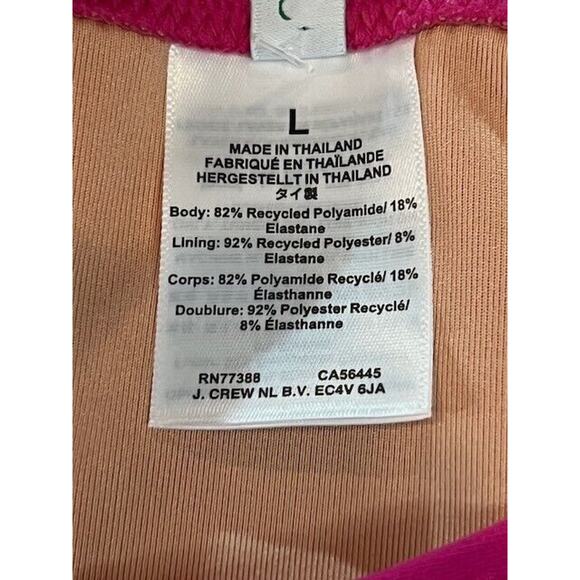 L
MADE IN THAILAND
FABRIQUÉ EN THAÏLANDE
HERGESTELLT IN THAILAND
タイ製
Body: 82% Recycled Polyamide/ 18%
Elastane
Lining: 92% Recycled Polyester/ 8%
Elastane
Corps: 82% Polyamide Recyclé/ 18%
Élasthanne
Doublure: 92% Polyester Recyclé/
8% Élasthanne
RN77388 CA56445
J. CREW NL B.V. EC4V 6JA